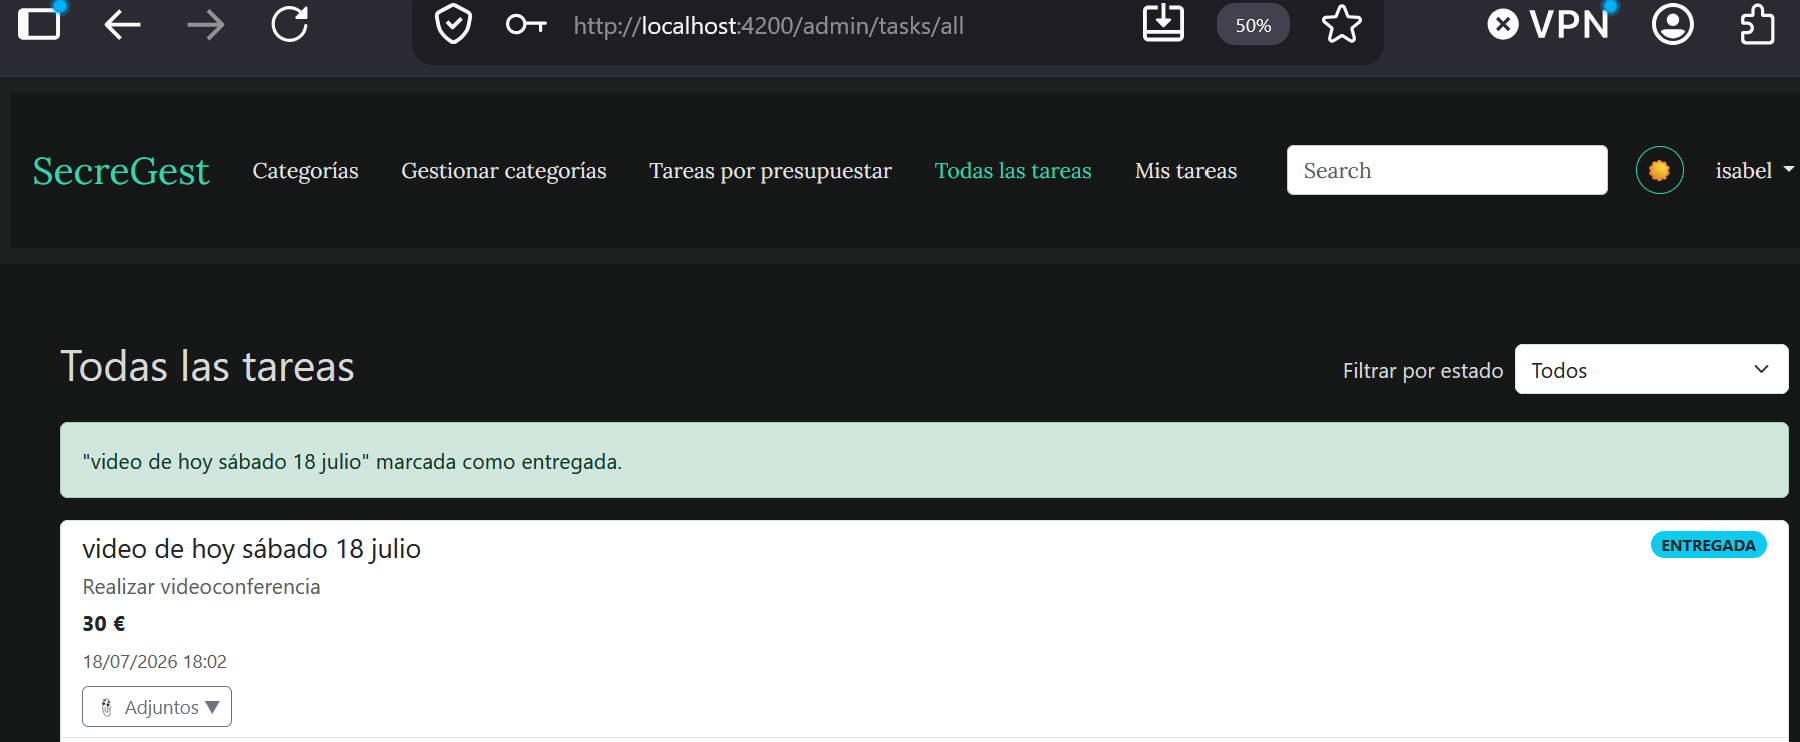 http://localhost:4200/admin/tasks/all
50%
VPN
SecreGest
Categorías
Gestionar categorías
Tareas por presupuestar
Todas las tareas
Mis tareas
Search
isabel
Todas las tareas
Filtrar por estado
Todos
"video de hoy sábado 18 julio" marcada como entregada.
video de hoy sábado 18 julio
ENTREGADA
Realizar videoconferencia
30 €
18/07/2026 18:02
Adjuntos ▼